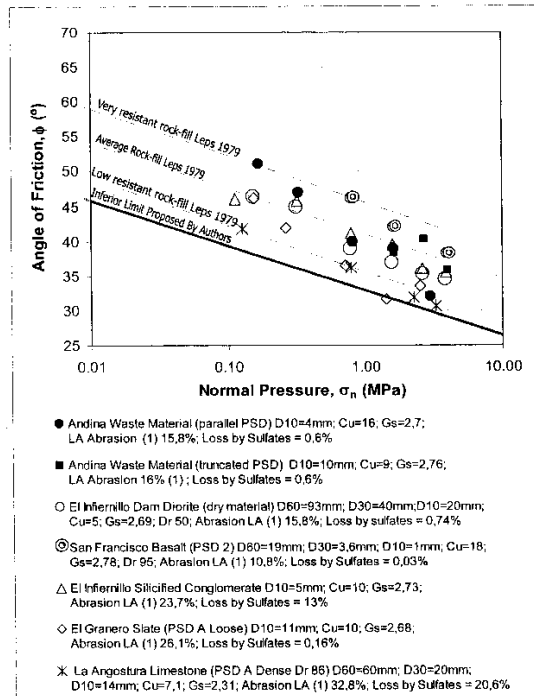 70
65
60
55
50
45
40
35
30
25
Angle of Friction,ϕ (º)
Very resistant rock-fill Leps 1979
Average Rock-fill Leps 1979
Low resistant rock-fill Leps 1979
Inferior Limit Proposed By Authors
0.01 0.10 1.00 10.00
Normal Pressure, σn (MPa)
● Andina Waste Material (parallel PSD) D10=4mm; Cu=16; Gs=2,7;
LA Abrasion (1) 15,8%; Loss by Sulfates = 0,6%
■ Andina Waste Material (truncated PSD) D10=10mm; Cu=9; Gs=2,76;
LA Abrasion 16% (1) ; Loss by Sulfates = 0,6%
○ El Infiernillo Dam Diorite (dry material) D60=93mm; D30=40mm;D10=20mm;
Cu=5; Gs=2,69; Dr 50; Abrasion LA (1) 15,8%; Loss by sulfates = 0,74%
◎ San Francisco Basalt (PSD 2) D60=19mm; D30=3,6mm; D10=1mm; Cu=18;
Gs=2,78; Dr 95; Abrasion LA (1) 10,8%; Loss by Sulfates = 0,03%
△ El Infiernillo Silicified Conglomerate D10=5mm; Cu=10; Gs=2,73;
Abrasion LA (1) 23,7%; Loss by Sulfates = 13%
◇ El Granero Slate (PSD A Loose) D10=11mm; Cu=10; Gs=2,68;
Abrasion LA (1) 26,1%; Loss by Sulfates = 0,16%
ж La Angostura Limestone (PSD A Dense Dr 86) D60=60mm; D30=20mm;
D10=14mm; Cu=7,1; Gs=2,31; Abrasion LA (1) 32,8%; Loss by Sulfates = 20,6%